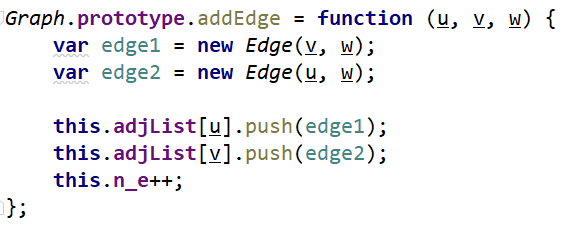 Graph.prototype.addEdge = function (u, v, w) {
    var edge1 = new Edge(v, w);
    var edge2 = new Edge(u, w);

    this.adjList[u].push(edge1);
    this.adjList[v].push(edge2);
    this.n_e++;
};